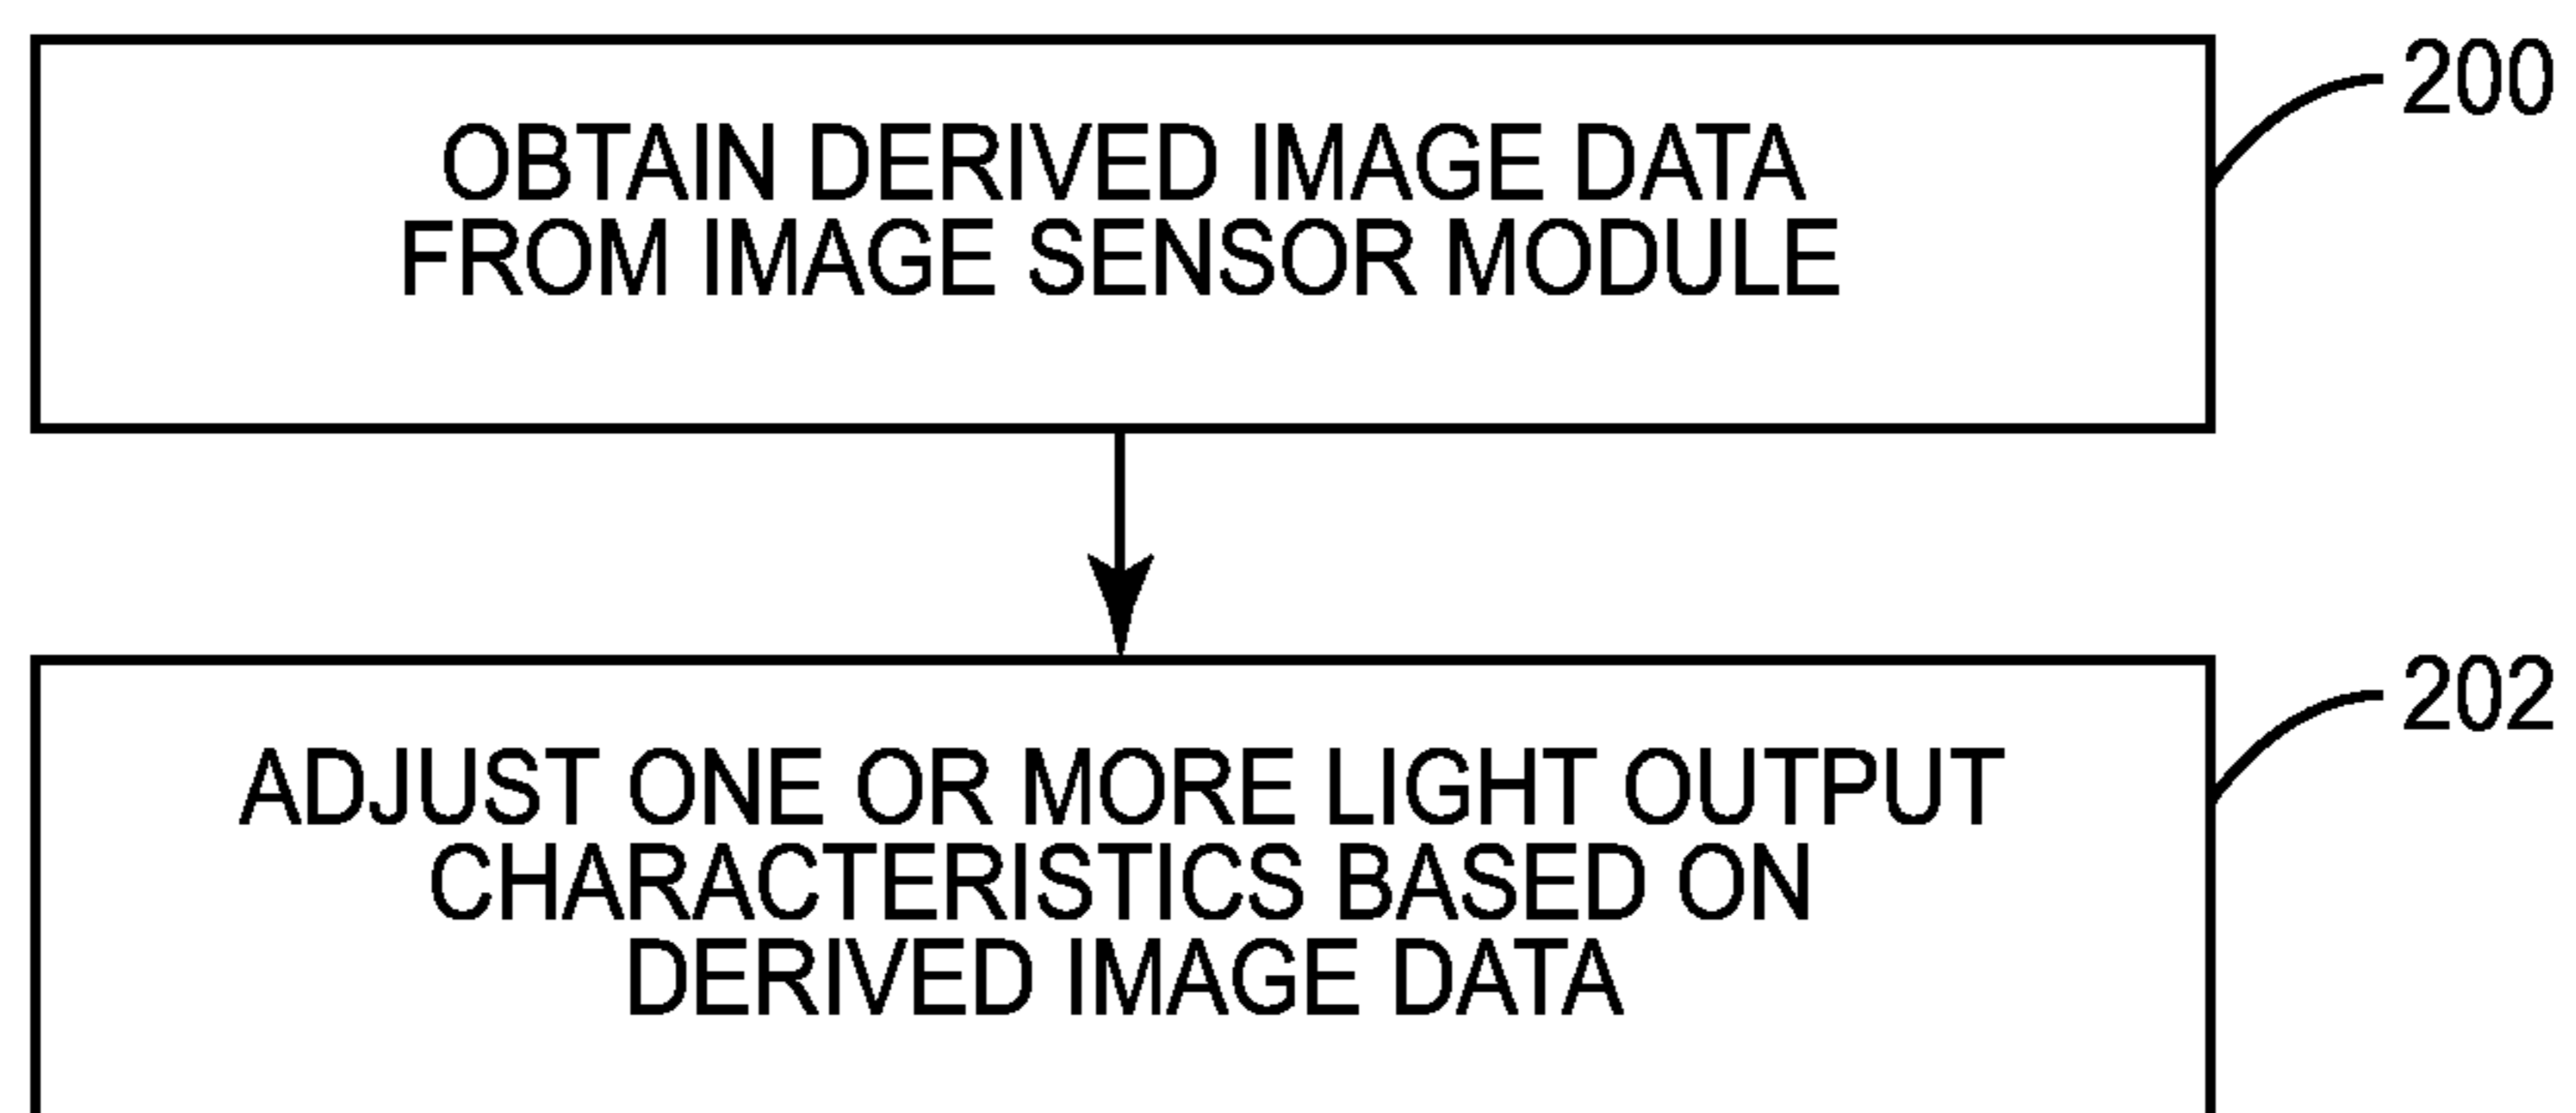 OBTAIN DERIVED IMAGE DATA
FROM IMAGE SENSOR MODULE
200
ADJUST ONE OR MORE LIGHT OUTPUT
CHARACTERISTICS BASED ON
DERIVED IMAGE DATA
202